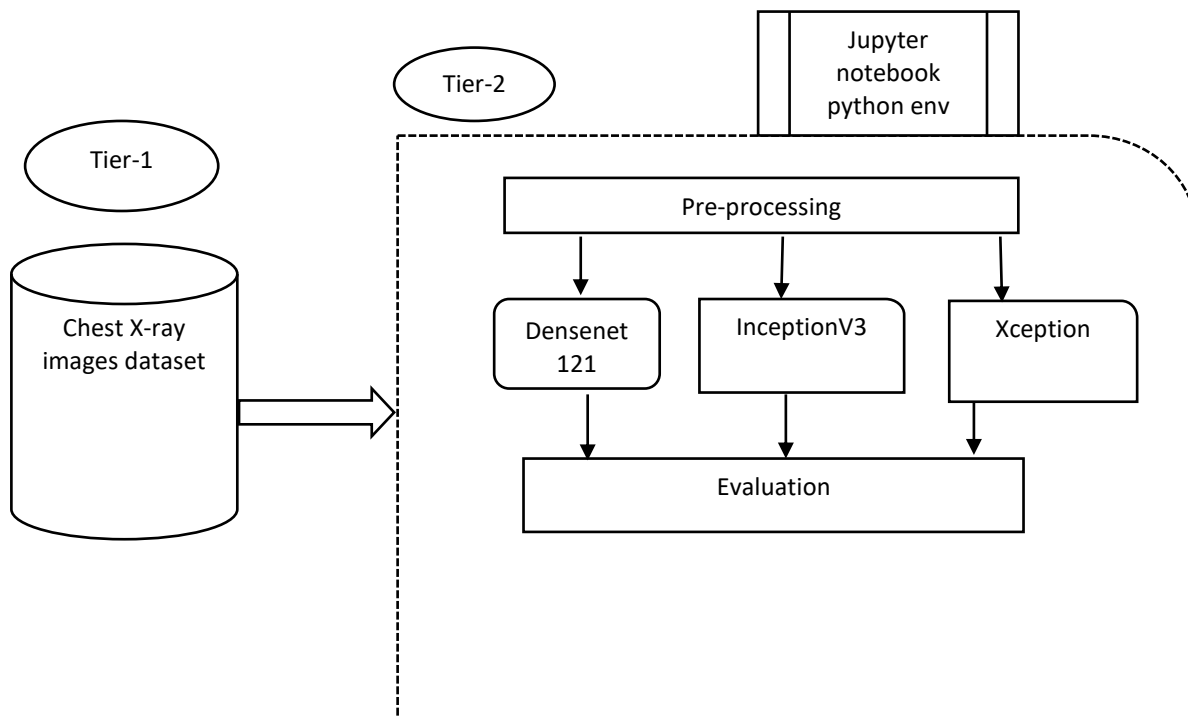 Jupyter
notebook
python env
Tier-2
Tier-1
Pre-processing
Chest X-ray
images dataset
Densenet
121
InceptionV3
Xception
Evaluation